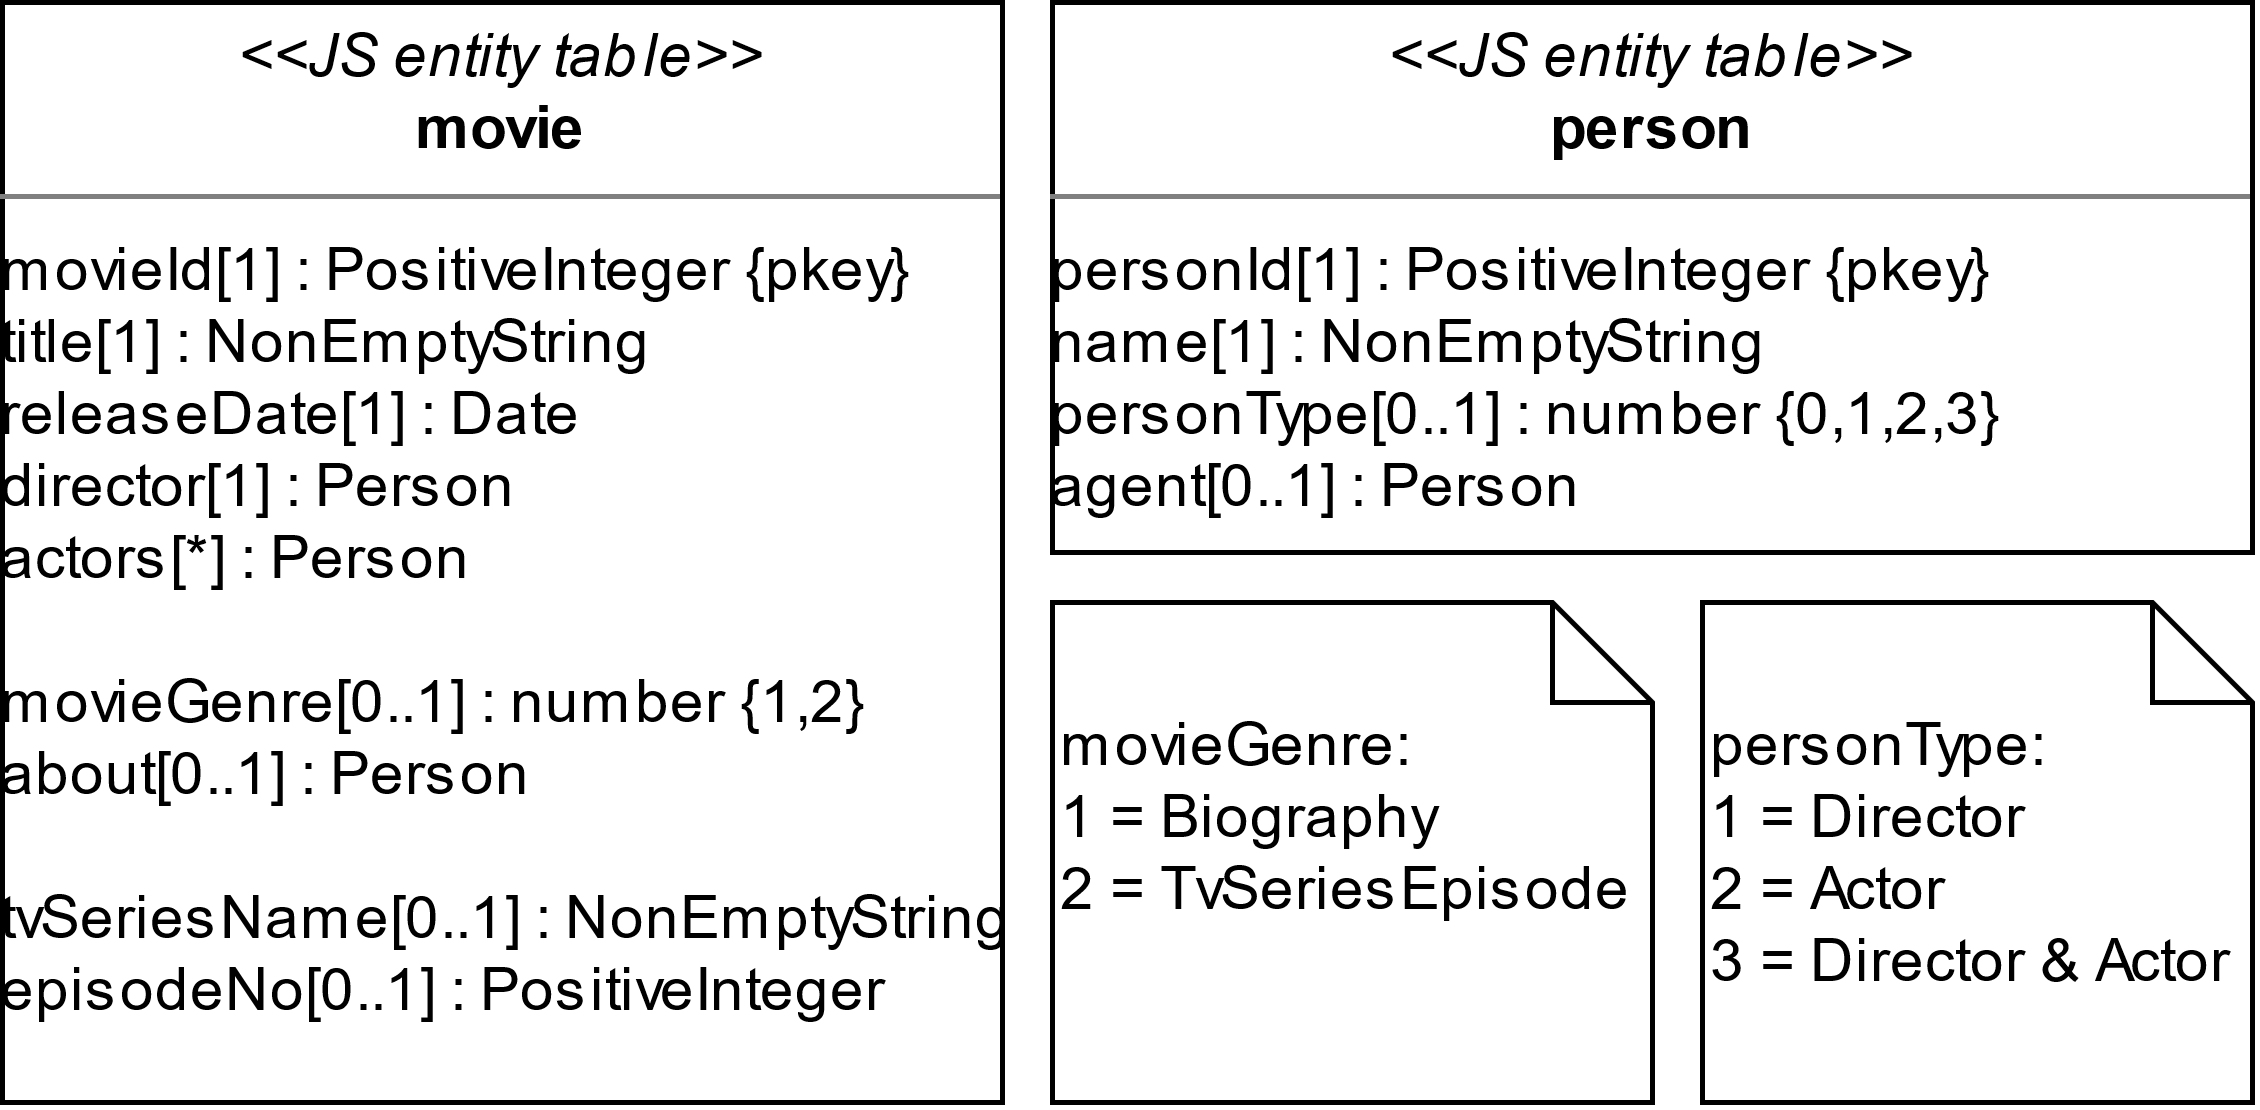 <<JS entity table>>
movie
movieId[1] : PositiveInteger {pkey}
title[1] : NonEmptyString
releaseDate[1] : Date
director[1] : Person
actors[*] : Person
movieGenre[0..1] : number {1,2}
about[0..1] : Person
tvSeriesName[0..1] : NonEmptyString
episodeNo[0..1] : PositiveInteger
<<JS entity table>>
person
personId[1] : PositiveInteger {pkey}
name[1] : NonEmptyString
personType[0..1] : number {0,1,2,3}
agent[0..1] : Person
movieGenre:
1 = Biography
2 = TvSeriesEpisode
personType:
1 = Director
2 = Actor
3 = Director & Actor